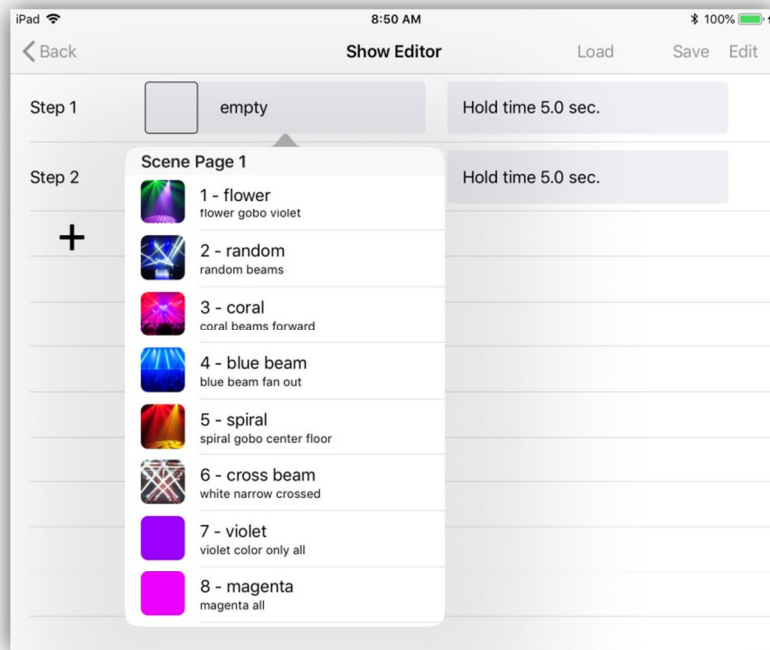 iPad 8:50 AM 100%
Back Show Editor Load Save Edit
Step 1 empty Hold time 5.0 sec.
Scene Page 1
Step 2 Hold time 5.0 sec.
1 - flower
flower gobo violet
+
2 - random
random beams
3 - coral
coral beams forward
4 - blue beam
blue beam fan out
5 - spiral
spiral gobo center floor
6 - cross beam
white narrow crossed
7 - violet
violet color only all
8 - magenta
magenta all